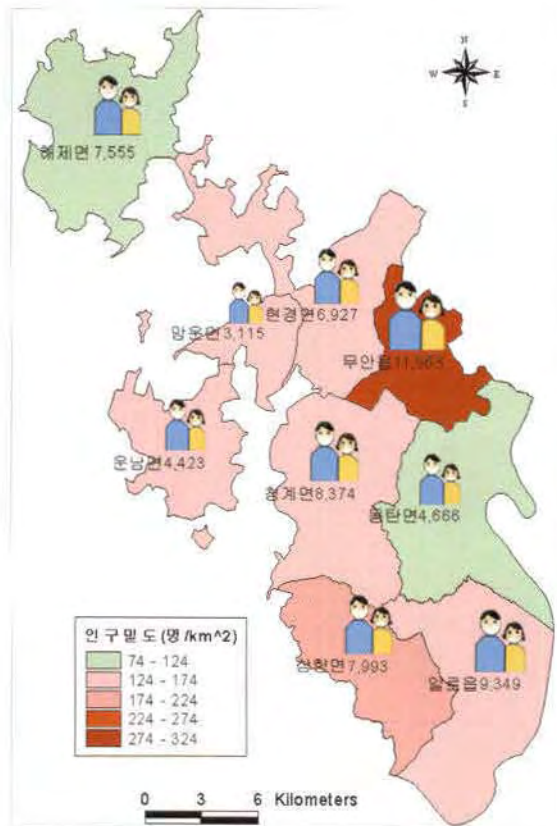 N
W E
S
해제면 7,555
현경면 6,927
망운면 3,115
무안읍 11,965
운남면 4,423
청계면 8,374
몽탄면 4,666
삼향면 7,993
일로읍 9,349
인구밀도(명/km^2)
74 - 124
124 - 174
174 - 224
224 - 274
274 - 324
0 3 6 Kilometers